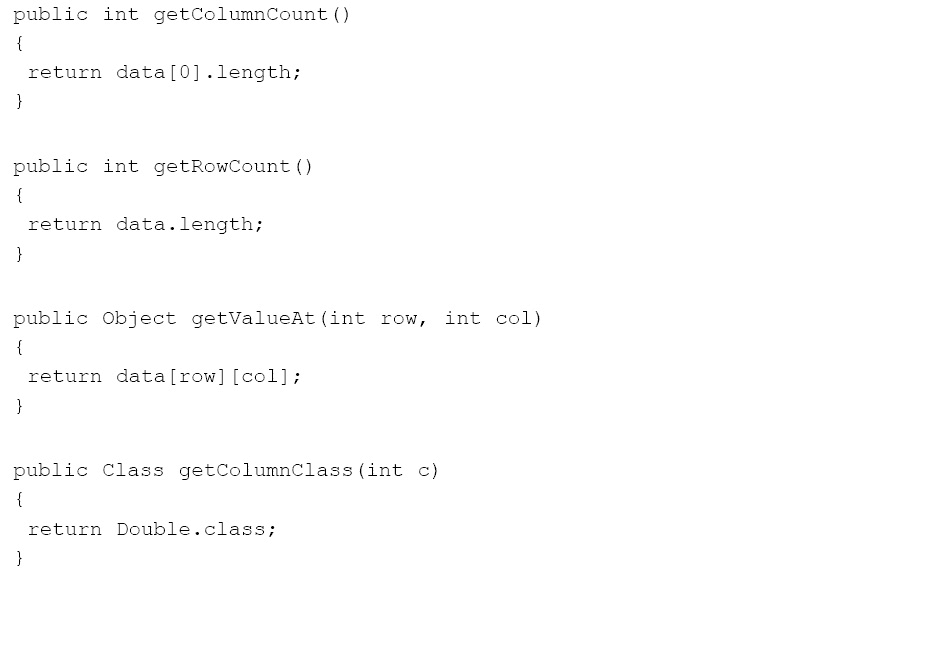 public int getColumnCount()
{
 return data[0].length;
}

public int getRowCount()
{
 return data.length;
}

public Object getValueAt(int row, int col)
{
 return data[row][col];
}

public Class getColumnClass(int c)
{
 return Double.class;
}